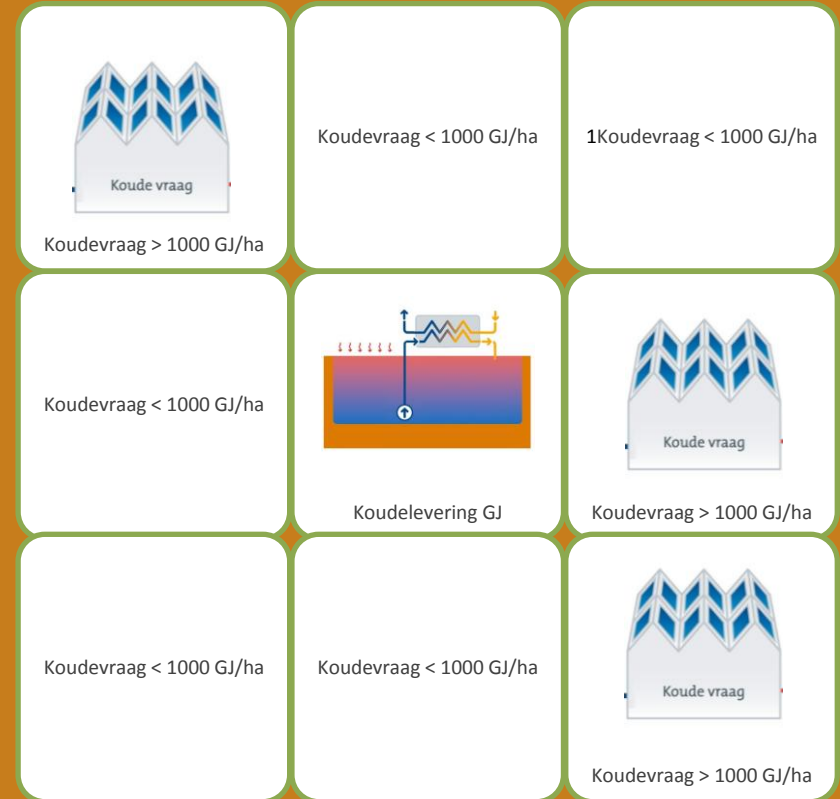 Koude vraag
Koudevraag > 1000 GJ/ha
Koudevraag < 1000 GJ/ha
1Koudevraag < 1000 GJ/ha
Koudevraag < 1000 GJ/ha
Koudelevering GJ
Koude vraag
Koudevraag > 1000 GJ/ha
Koudevraag < 1000 GJ/ha
Koudevraag < 1000 GJ/ha
Koude vraag
Koudevraag > 1000 GJ/ha